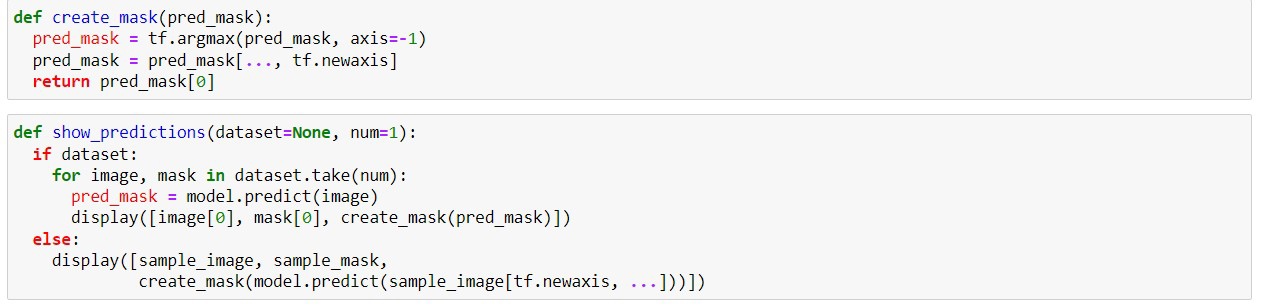 def create_mask(pred_mask):
  pred_mask = tf.argmax(pred_mask, axis=-1)
  pred_mask = pred_mask[..., tf.newaxis]
  return pred_mask[0]
def show_predictions(dataset=None, num=1):
  if dataset:
    for image, mask in dataset.take(num):
      pred_mask = model.predict(image)
      display([image[0], mask[0], create_mask(pred_mask)])
  else:
    display([sample_image, sample_mask,
             create_mask(model.predict(sample_image[tf.newaxis, ...]))])